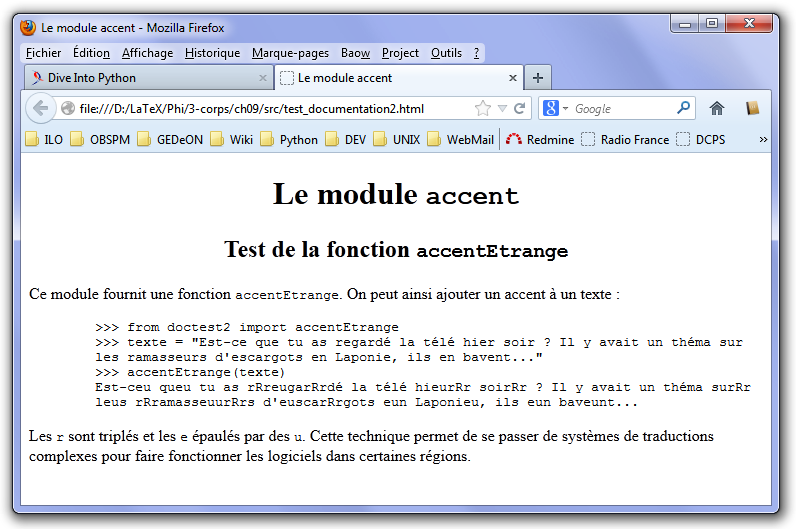 Le module accent - Mozilla Firefox
Fichier Édition Affichage Historique Marque-pages Baow Project Outils ?
Dive Into Python Le module accent
file:///D:/LaTeX/Phi/3-corps/ch09/src/test_documentation2.html Google
ILO OBSPM GEDeON Wiki Python DEV UNIX WebMail Redmine Radio France DCPS »
Le module accent
Test de la fonction accentEtrange
Ce module fournit une fonction accentEtrange. On peut ainsi ajouter un accent à un texte :
>>> from doctest2 import accentEtrange
>>> texte = "Est-ce que tu as regardé la télé hier soir ? Il y avait un théma sur
les ramasseurs d'escargots en Laponie, ils en bavent..."
>>> accentEtrange(texte)
Est-ceu queu tu as rRreugarRrdé la télé hieurRr soirRr ? Il y avait un théma surRr
leus rRramasseuurRrs d'euscarRrgots eun Laponieu, ils eun baveunt...
Les r sont triplés et les e épaulés par des u. Cette technique permet de se passer de systèmes de traductions
complexes pour faire fonctionner les logiciels dans certaines régions.